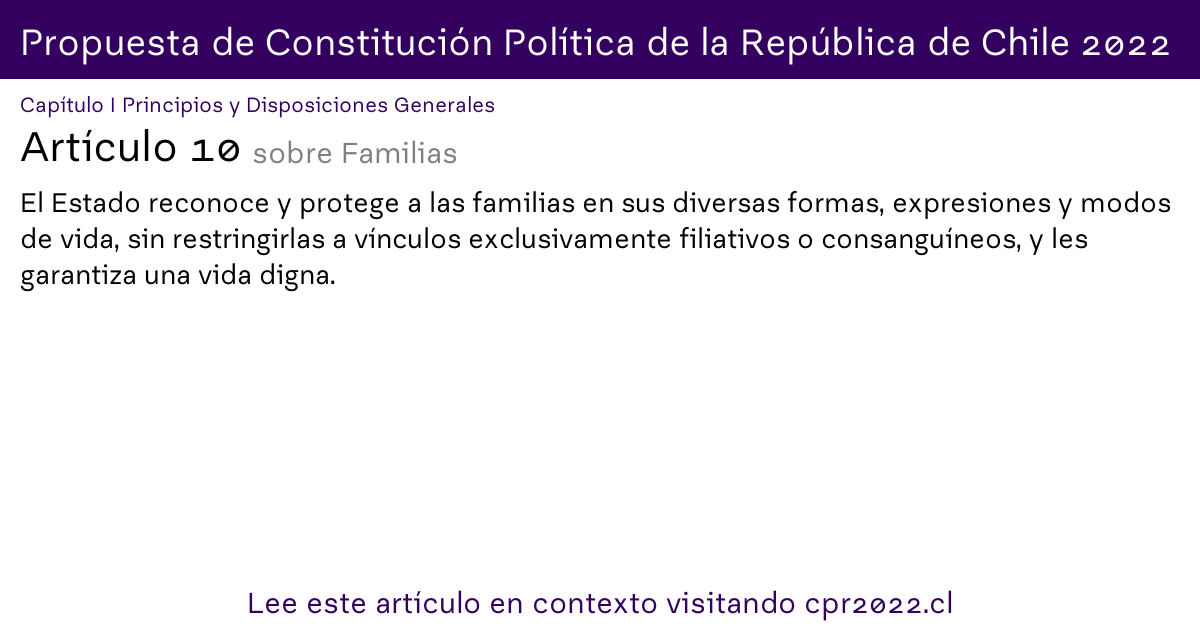 Propuesta de Constitución Política de la República de Chile 2022
Capítulo I Principios y Disposiciones Generales
Artículo 10 sobre Familias
El Estado reconoce y protege a las familias en sus diversas formas, expresiones y modos
de vida, sin restringirlas a vínculos exclusivamente filiativos o consanguíneos, y les
garantiza una vida digna.
Lee este artículo en contexto visitando cpr2022.cl